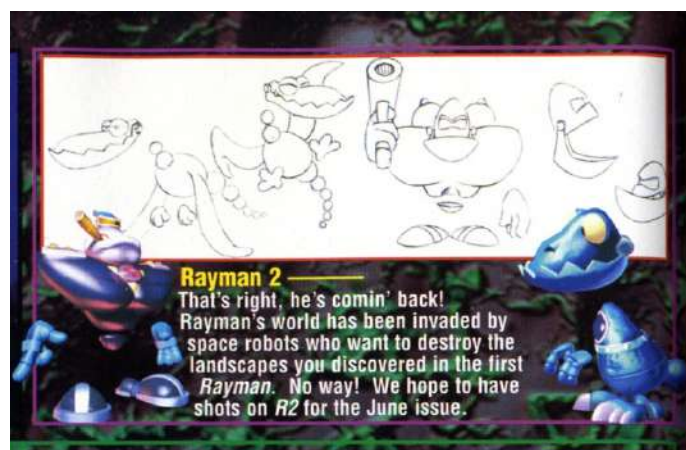 Rayman 2
That's right, he's comin' back!
Rayman's world has been invaded by
space robots who want to destroy the
landscapes you discovered in the first
Rayman. No way! We hope to have
shots on R2 for the June issue.